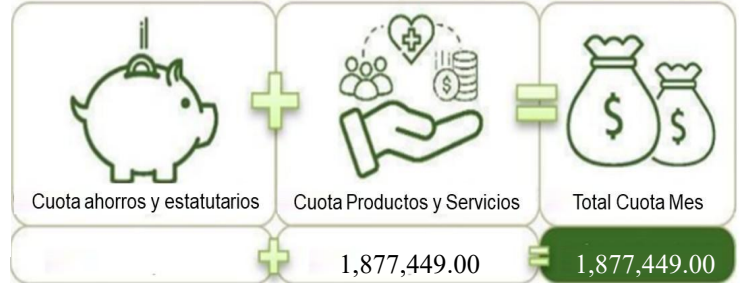 Cuota ahorros y estatutarios
Cuota Productos y Servicios
Total Cuota Mes
1,877,449.00
1,877,449.00